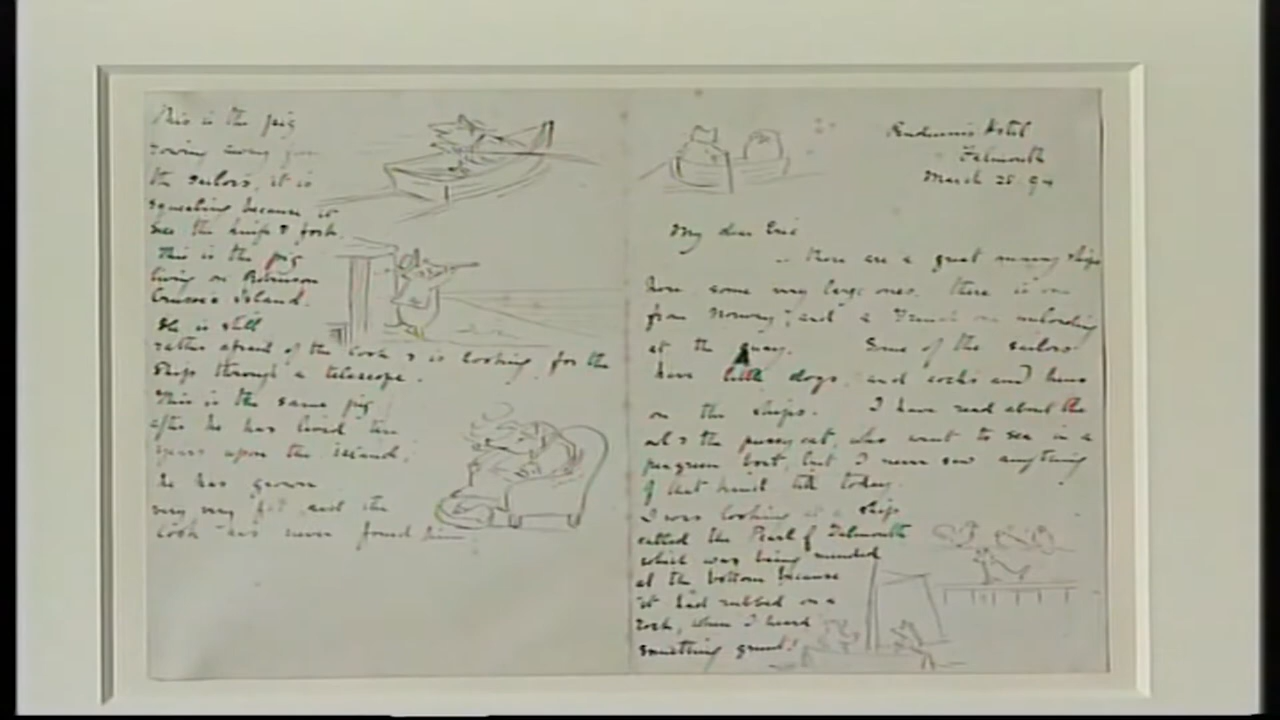 This is the pig
rowing away from
the sailors, it is
squeaking because it
sees the knife & fork.
This is the pig
living on Robinson
Crusoe's Island.
He is still
rather afraid of the Cook & is looking for the
ships through a telescope.
This is the same pig
after he has lived ten
years upon the island,
he has grown
very very fat and the
Cook has never found him.
Falmouth
March 28. 94
My dear Eric
there are a great many ships
here, some very large ones. there is one
from Norway, and a French one unloading
at the quay. Some of the sailors
have little dogs, and cocks and hens
on the ships. I have read about the
owl & the pussy cat, who went to sea in a
peagreen boat, but I never saw anything
of that kind till today.
I was looking at a ship
called the Pearl of Falmouth
which was being mended
at the bottom because
it had rubbed on a
rock, when I heard
something grunt!